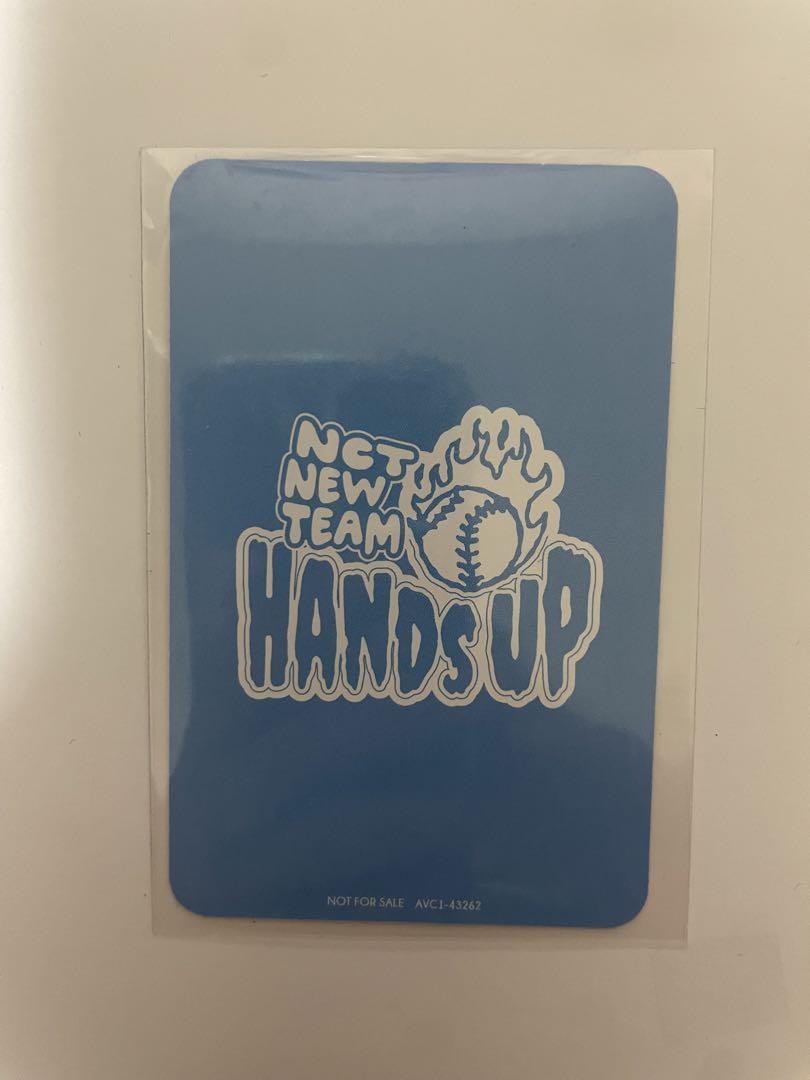 NCT
NEW
TEAM
HANDS UP
NOT FOR SALE AVC1-43262